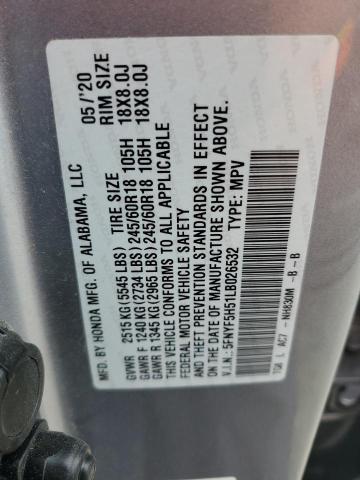 MFD. BY HONDA MFG. OF ALABAMA, LLC 05/'20
TIRE SIZE RIM SIZE
GVWR 2515 KG (5545 LBS)
GAWR F 1240 KG (2734 LBS) 245/60R18 105H 18X8.0J
GAWR R 1345 KG (2965 LBS) 245/60R18 105H 18X8.0J
THIS VEHICLE CONFORMS TO ALL APPLICABLE
FEDERAL MOTOR VEHICLE SAFETY
AND THEFT PREVENTION STANDARDS IN EFFECT
ON THE DATE OF MANUFACTURE SHOWN ABOVE.
V.I.N.: 5FNYF5H51LB026532 TYPE: MPV
TGR L AC7 - NH830M -B -B